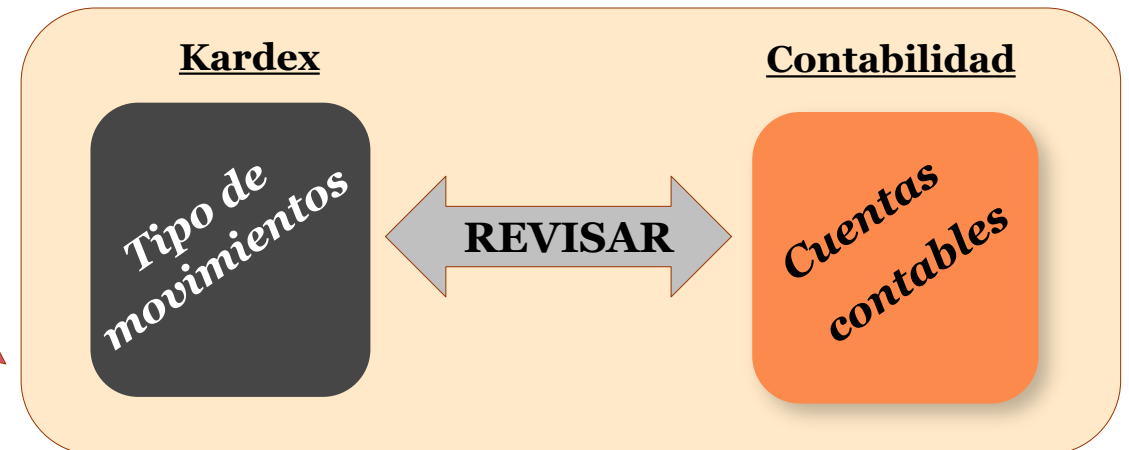 Kardex
Contabilidad
Tipo de
movimientos
REVISAR
Cuentas
contables